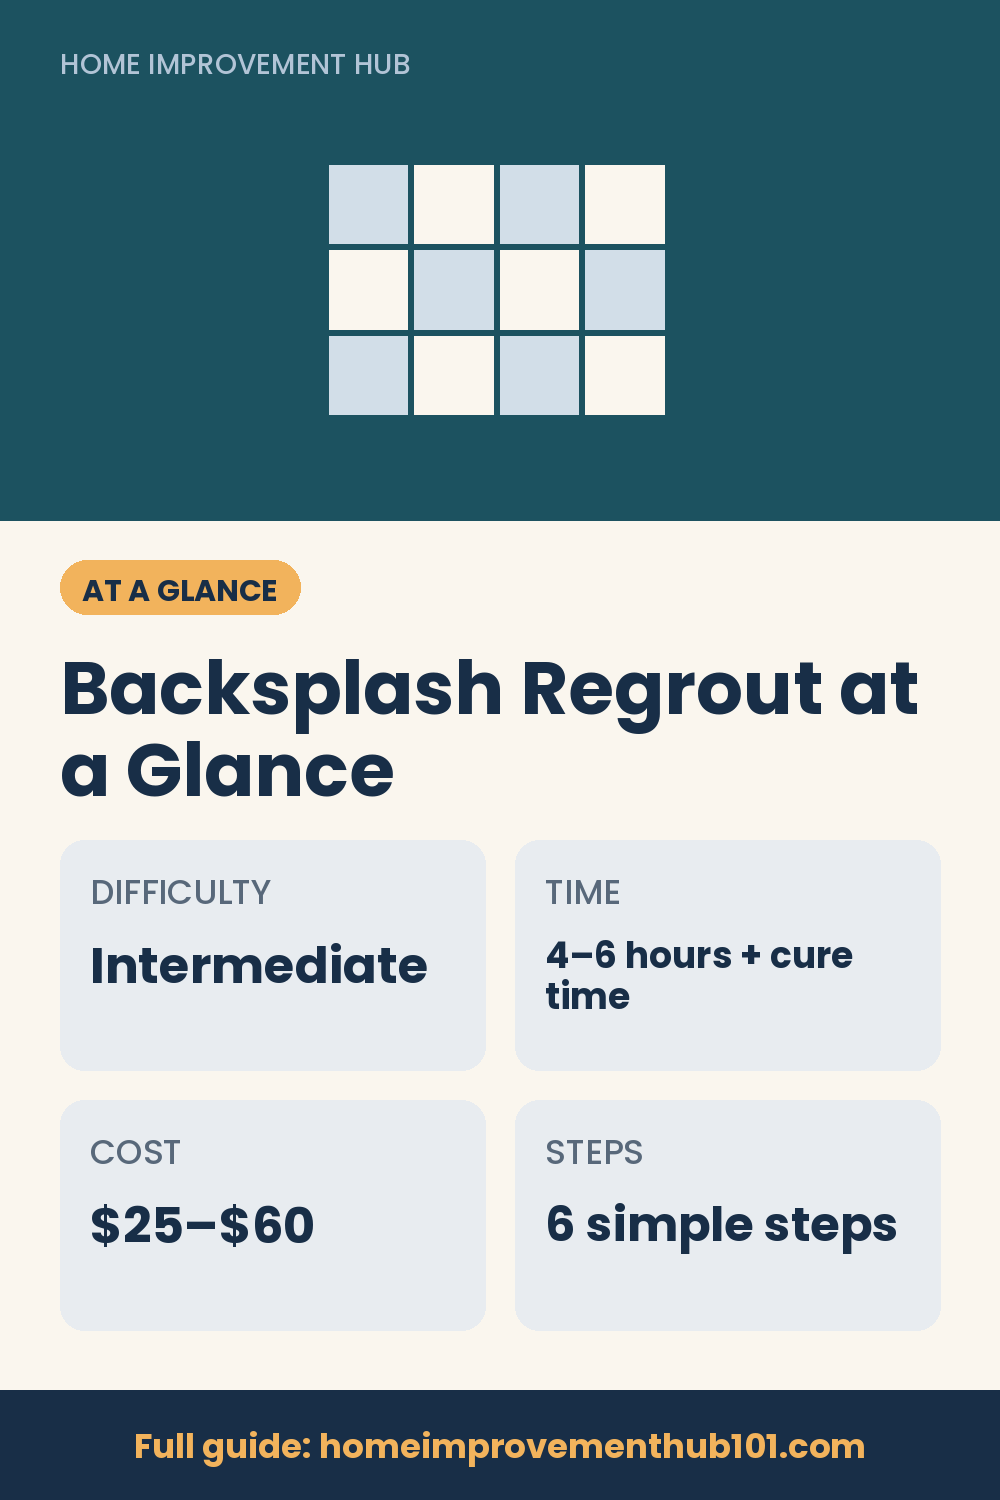 HOME IMPROVEMENT HUB
AT A GLANCE
Backsplash Regrout at
a Glance
DIFFICULTY
Intermediate
TIME
4–6 hours + cure
time
COST
$25–$60
STEPS
6 simple steps
Full guide: homeimprovementhub101.com